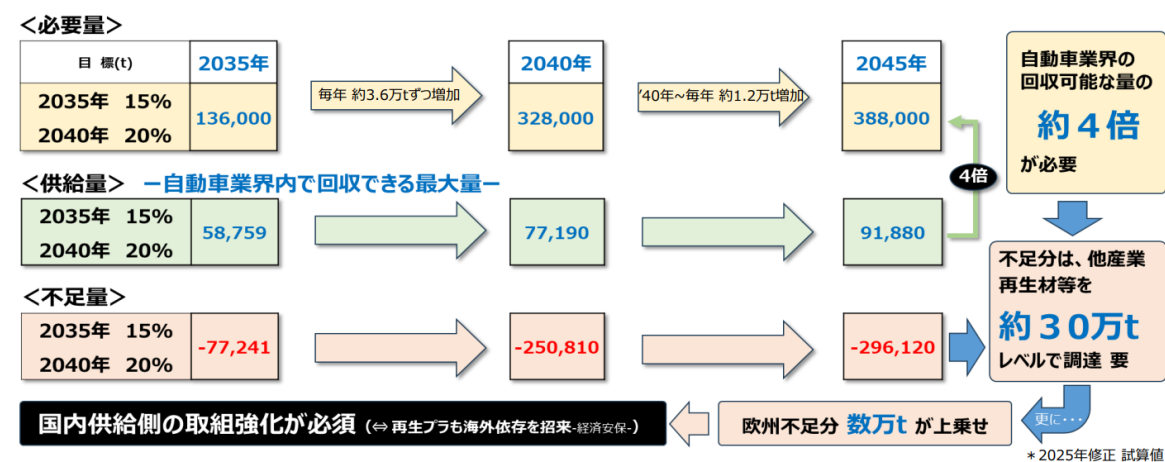 ＜必要量＞
目 標(t) 2035年 2040年 2045年
2035年 15%
2040年 20%
136,000
毎年 約3.6万tずつ増加
328,000
’40年~毎年 約1.2万t増加
388,000
自動車業界の
回収可能な量の
約４倍
が必要
4倍
＜供給量＞ ー自動車業界内で回収できる最大量ー
2035年 15%
2040年 20%
58,759
77,190
91,880
＜不足量＞
2035年 15%
2040年 20%
-77,241
-250,810
-296,120
不足分は、他産業
再生材等を
約３０万t
レベルで調達 要
更に・・・
欧州不足分 数万t が上乗せ
国内供給側の取組強化が必須（⇔ 再生プラも海外依存を招来-経済安保-）
＊2025年修正 試算値